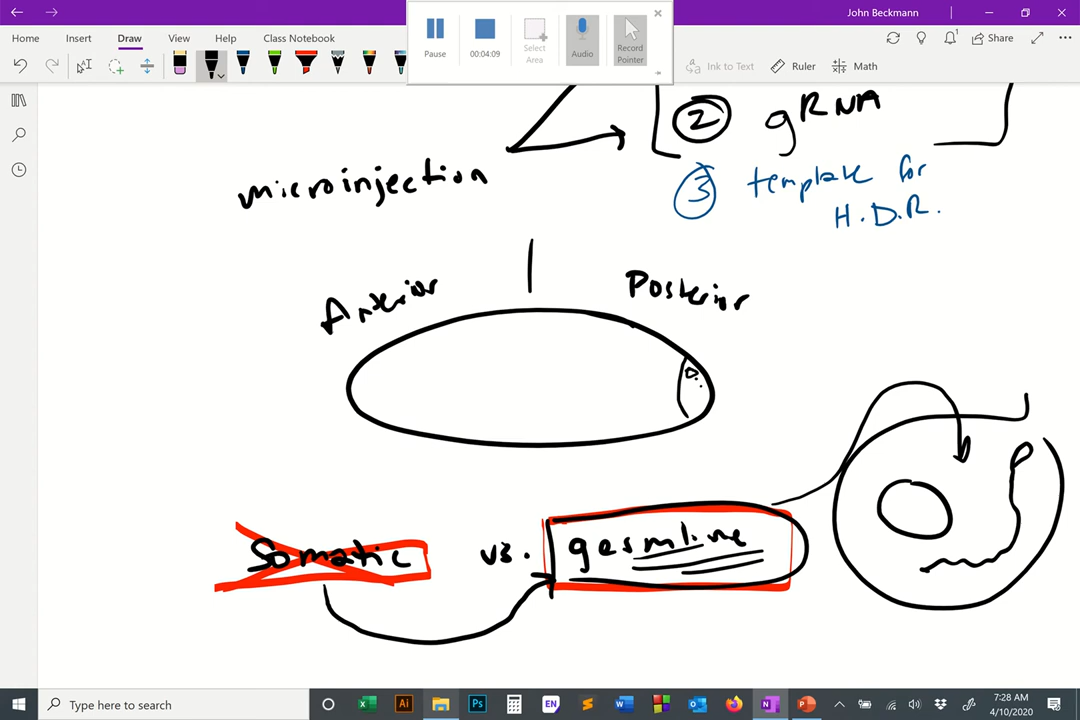 John Beckmann
Home Insert Draw View Help Class Notebook
Share
Pause
00:04:09
Select
Area
Audio
Record
Pointer
Ink to Text
Ruler
Math
② gRNA
microinjection
③ template for
H.D.R.
Anterior
Posterior
Somatic vs. germline
Type here to search
EN
7:28 AM
4/10/2020